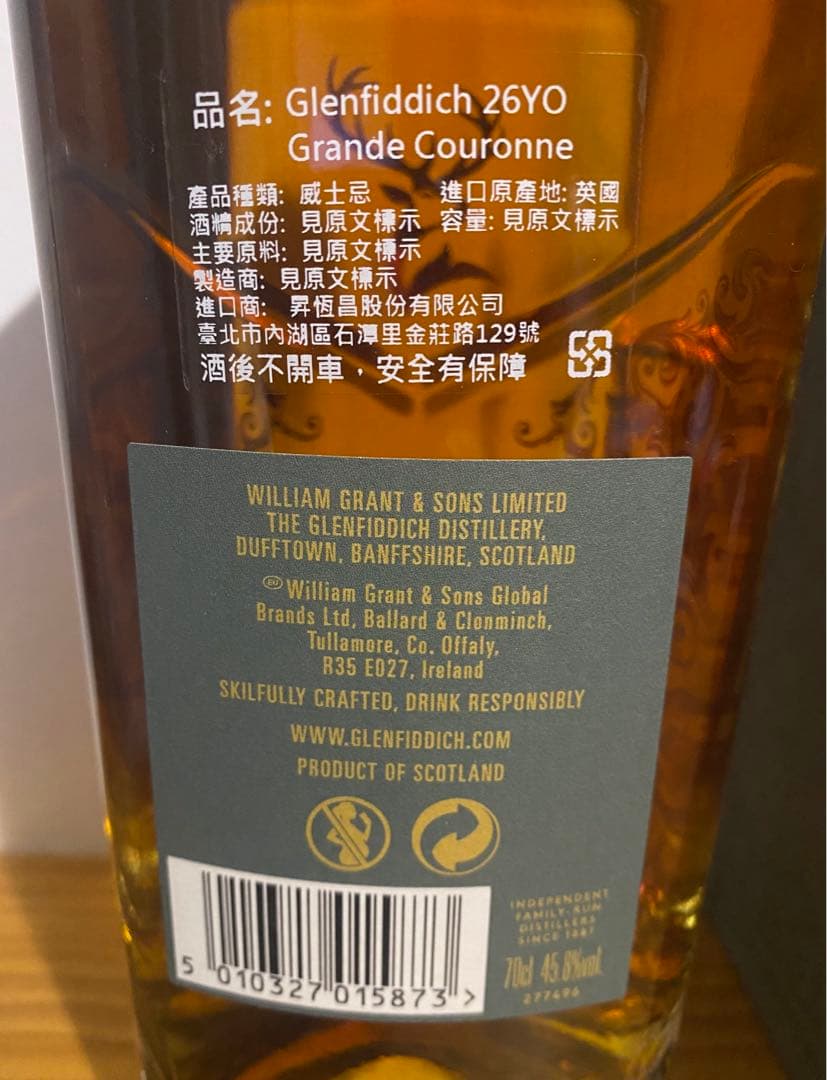 品名: Glenfiddich 26YO
Grande Couronne
產品種類: 威士忌 進口原產地: 英國
酒精成份: 見原文標示 容量: 見原文標示
主要原料: 見原文標示
製造商: 見原文標示
進口商: 昇恆昌股份有限公司
臺北市內湖區石潭里金莊路129號
酒後不開車，安全有保障
WILLIAM GRANT & SONS LIMITED
THE GLENFIDDICH DISTILLERY,
DUFFTOWN, BANFFSHIRE, SCOTLAND
EU William Grant & Sons Global
Brands Ltd, Ballard & Clonminch,
Tullamore, Co. Offaly,
R35 E027, Ireland
SKILFULLY CRAFTED, DRINK RESPONSIBLY
WWW.GLENFIDDICH.COM
PRODUCT OF SCOTLAND
INDEPENDENT
FAMILY-RUN
DISTILLERS
SINCE 1887
70cl 45.8%vol
277496
5 010327 015873 >